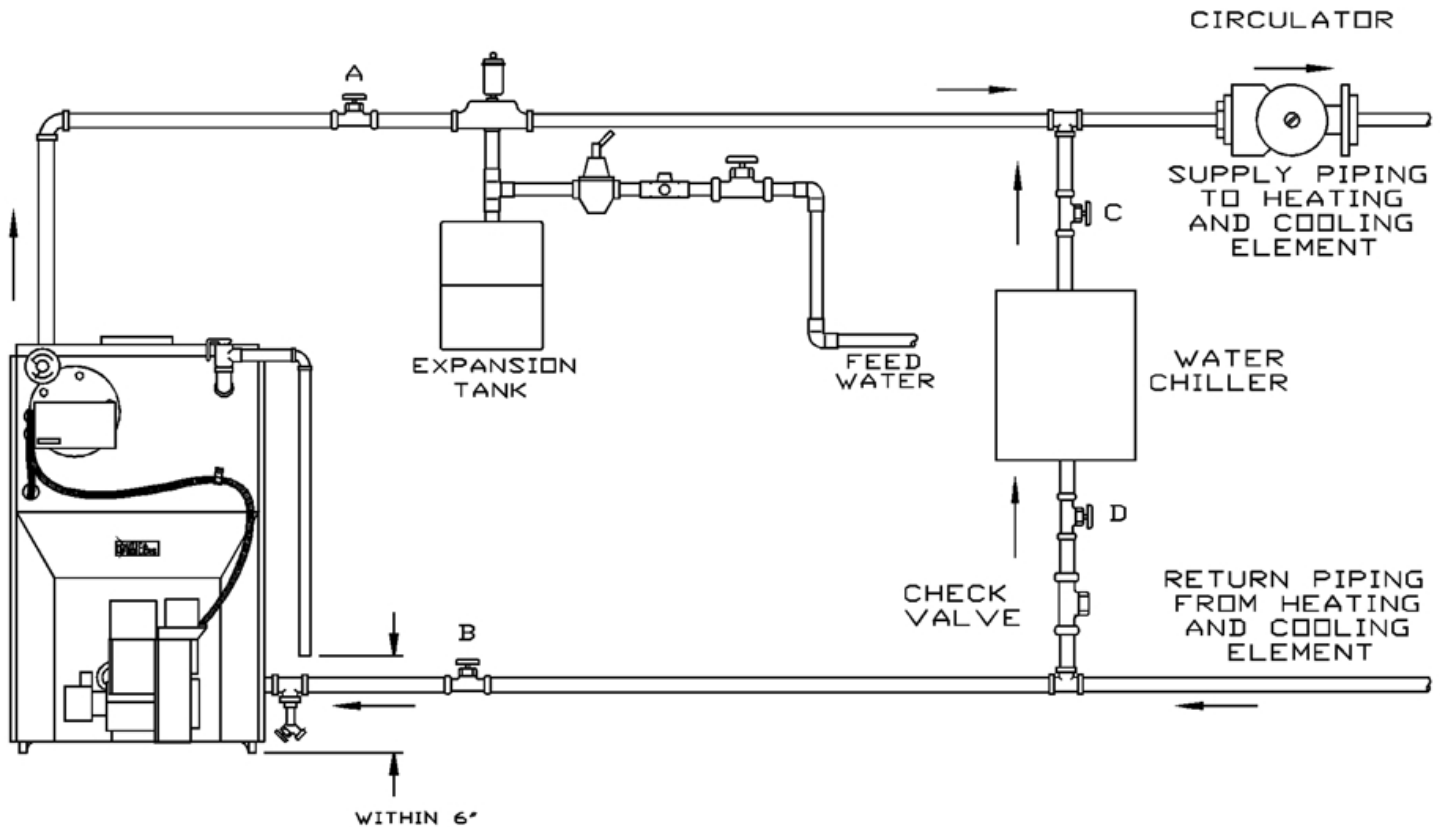 CIRCULATOR
A
SUPPLY PIPING
TO HEATING
AND COOLING
ELEMENT
C
EXPANSION
TANK
FEED
WATER
WATER
CHILLER
D
CHECK
VALVE
RETURN PIPING
FROM HEATING
AND COOLING
ELEMENT
B
WITHIN 6"